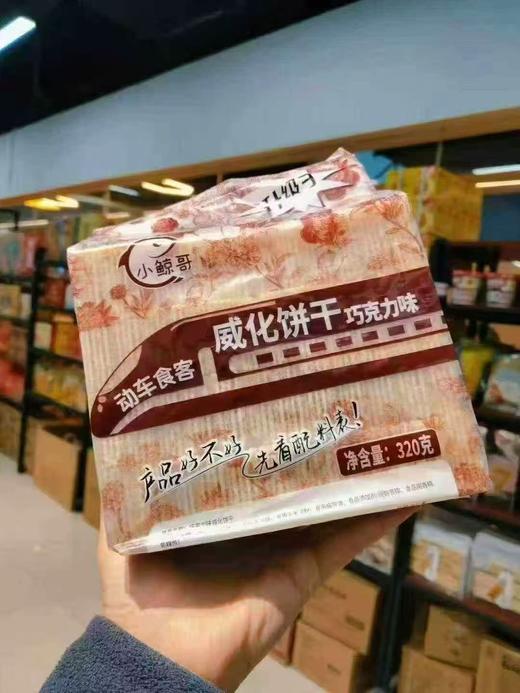 小鲸哥
威化饼干 巧克力味
动车食客
产品好不好
先看配料表!
净含量: 320克